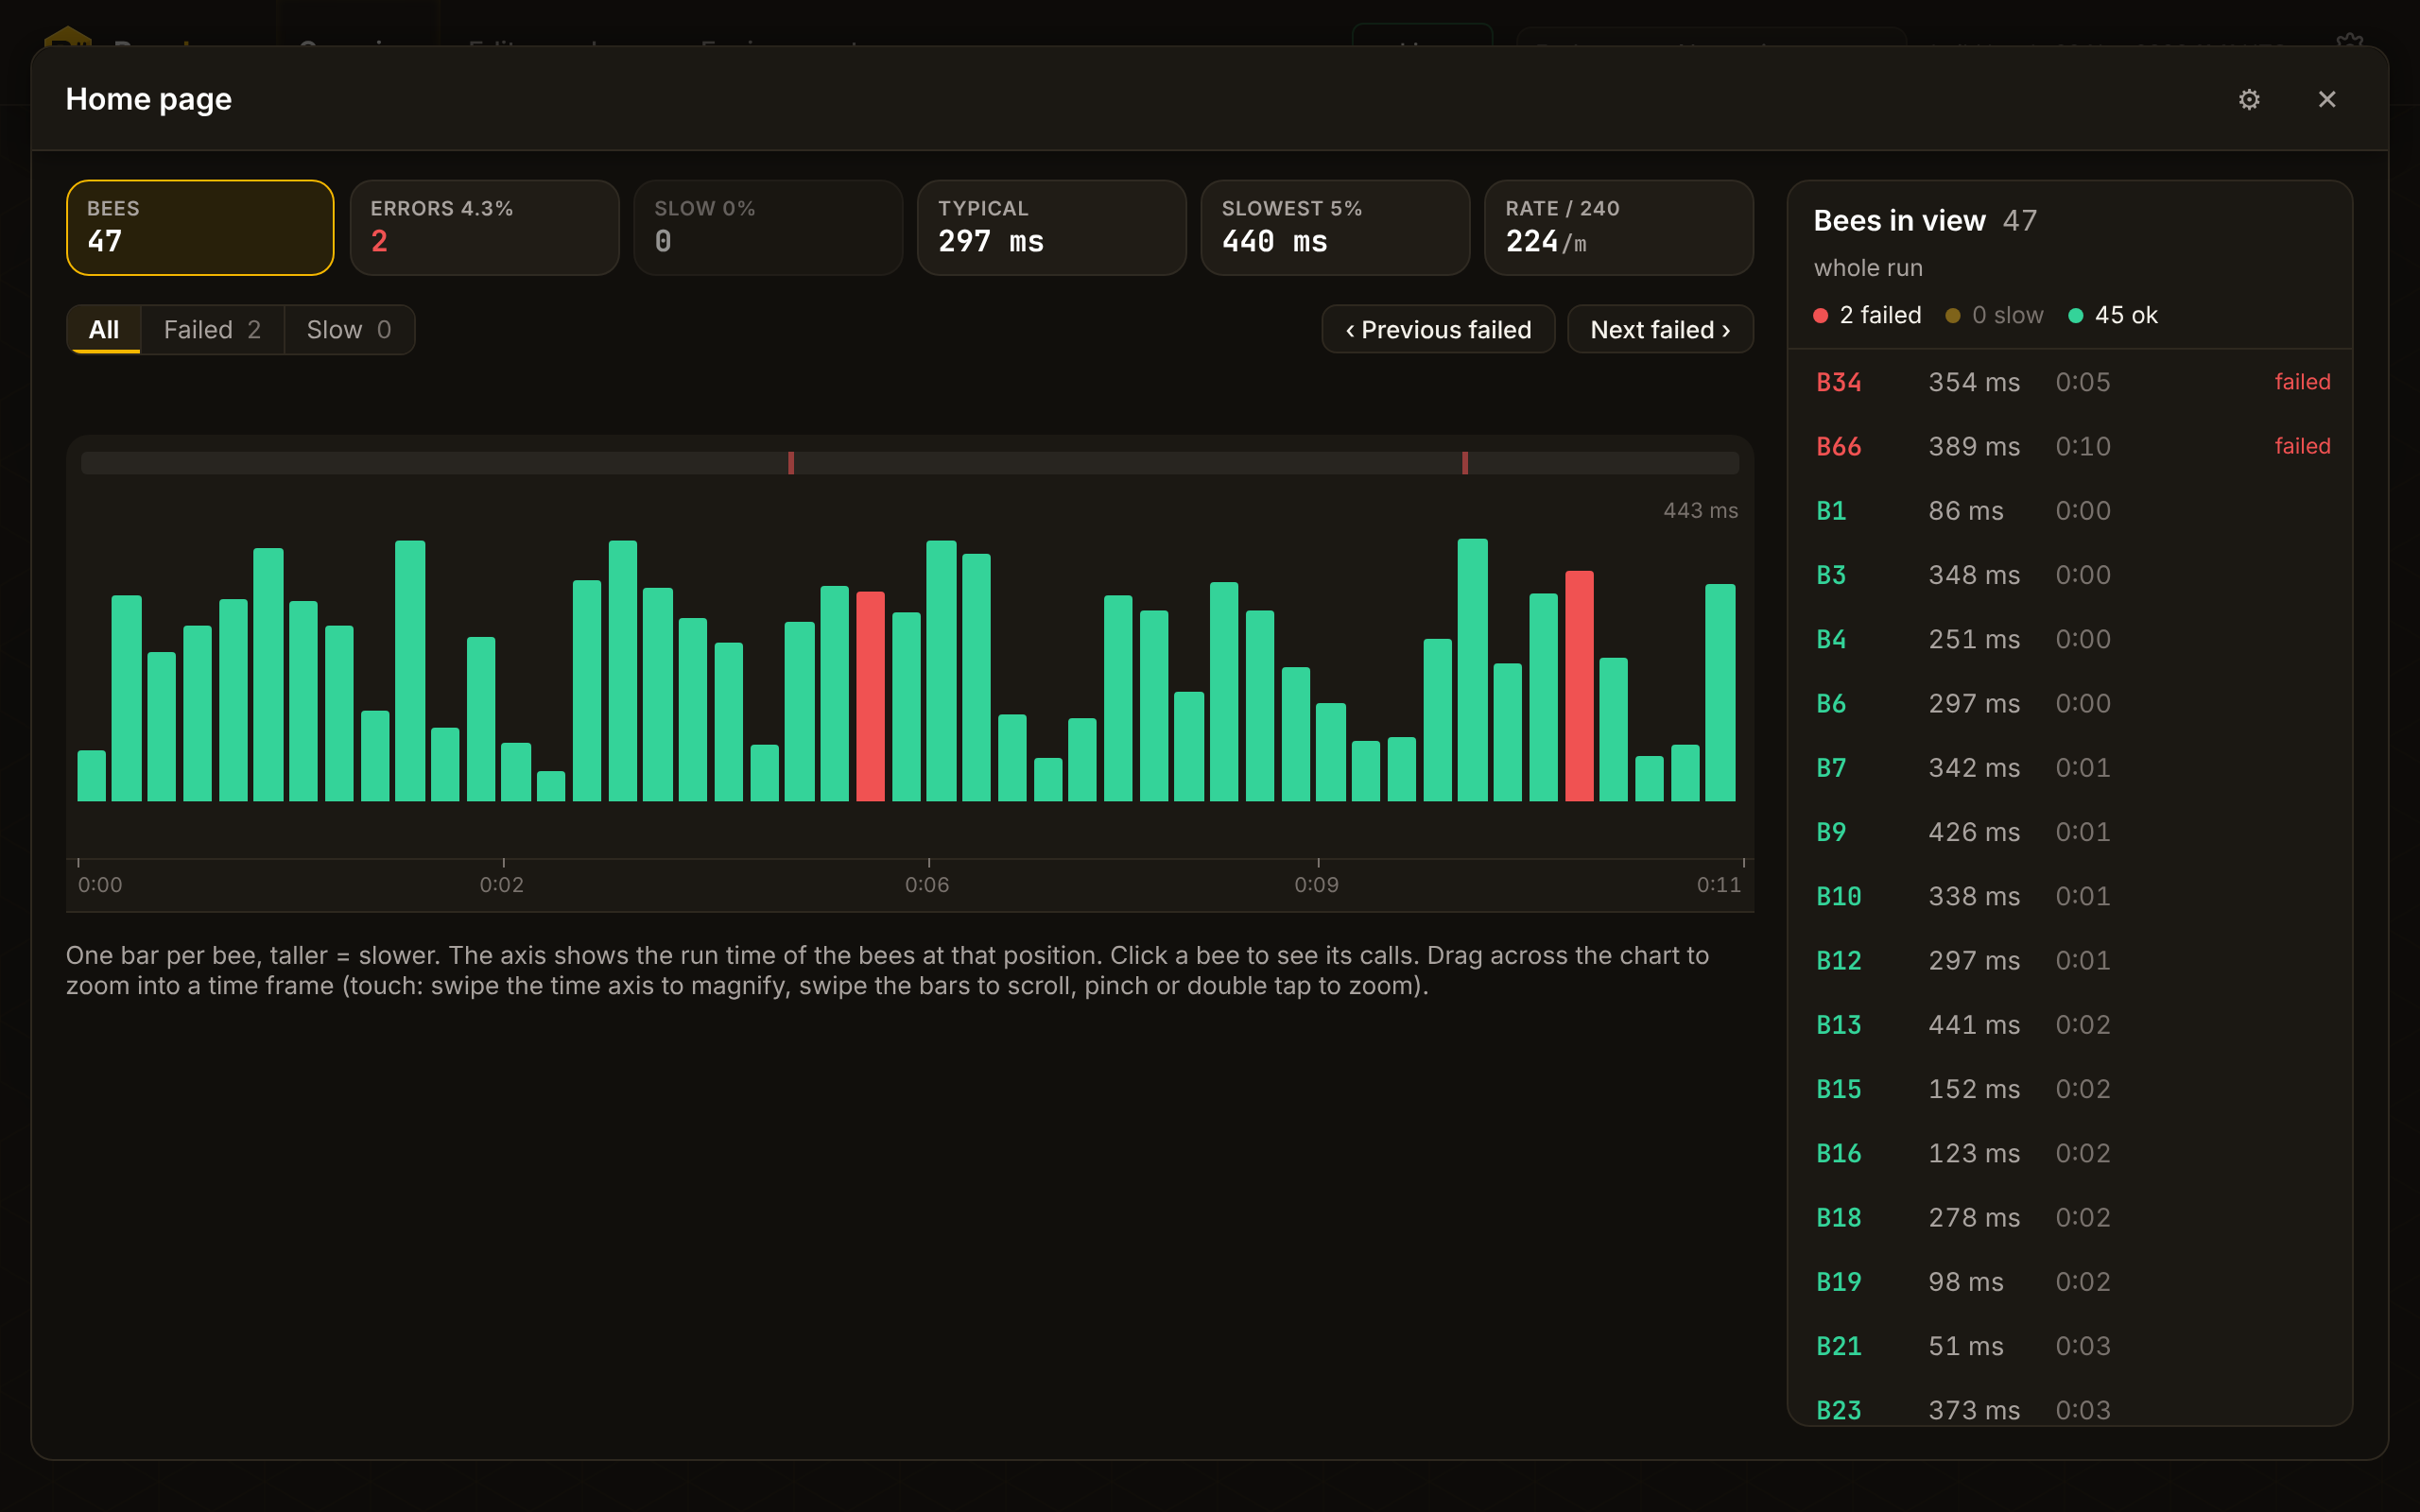 Home page
⚙ ✕
BEES
47
ERRORS 4.3%
2
SLOW 0%
0
TYPICAL
297 ms
SLOWEST 5%
440 ms
RATE / 240
224/m
All
Failed 2
Slow 0
‹ Previous failed
Next failed ›
443 ms
0:00 0:02 0:06 0:09 0:11
One bar per bee, taller = slower. The axis shows the run time of the bees at that position. Click a bee to see its calls. Drag across the chart to
zoom into a time frame (touch: swipe the time axis to magnify, swipe the bars to scroll, pinch or double tap to zoom).
Bees in view 47
whole run
2 failed 0 slow 45 ok
B34 354 ms 0:05 failed
B66 389 ms 0:10 failed
B1 86 ms 0:00
B3 348 ms 0:00
B4 251 ms 0:00
B6 297 ms 0:00
B7 342 ms 0:01
B9 426 ms 0:01
B10 338 ms 0:01
B12 297 ms 0:01
B13 441 ms 0:02
B15 152 ms 0:02
B16 123 ms 0:02
B18 278 ms 0:02
B19 98 ms 0:02
B21 51 ms 0:03
B23 373 ms 0:03